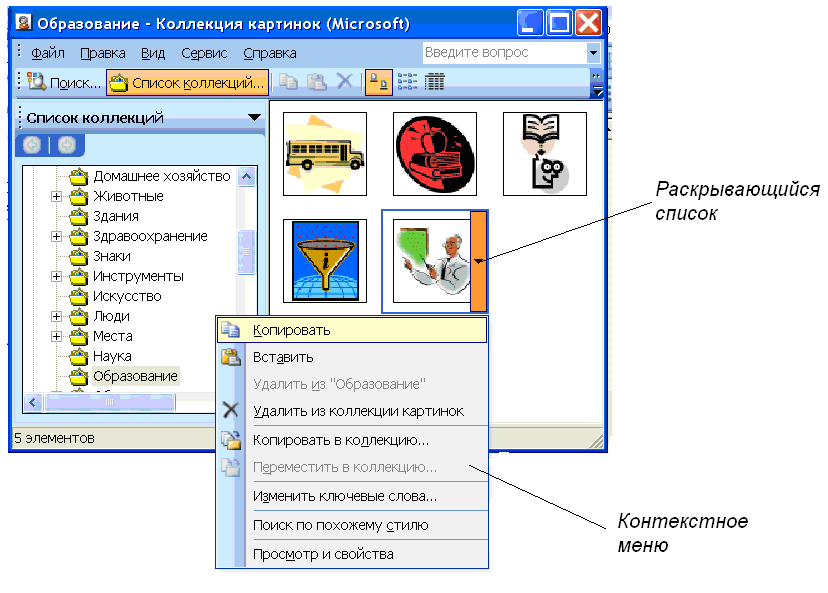 Образование - Коллекция картинок (Microsoft)
Файл Правка Вид Сервис Справка Введите вопрос
Поиск... Список коллекций...
Список коллекций
Домашнее хозяйство
Животные
Здания
Здравоохранение
Знаки
Инструменты
Искусство
Люди
Места
Наука
Образование
5 элементов
Копировать
Вставить
Удалить из "Образование"
Удалить из коллекции картинок
Копировать в коллекцию...
Переместить в коллекцию...
Изменить ключевые слова...
Поиск по похожему стилю
Просмотр и свойства
Раскрывающийся
список
Контекстное
меню